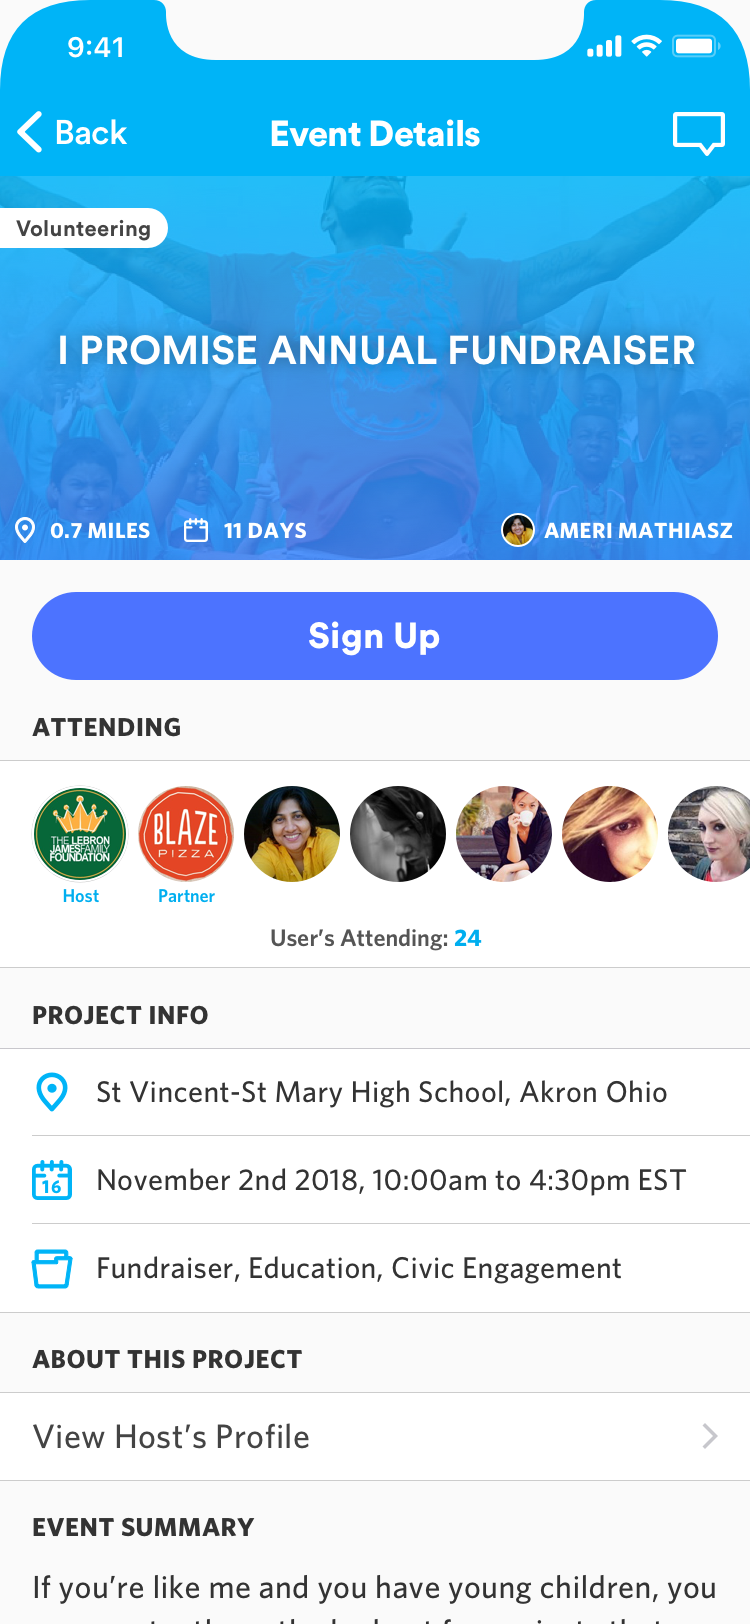 9:41
Back
Event Details
Volunteering
I PROMISE ANNUAL FUNDRAISER
0.7 MILES
11 DAYS
AMERI MATHIASZ
Sign Up
ATTENDING
THE LEBRON
JAMES FAMILY
FOUNDATION
BLAZE
PIZZA
Host
Partner
User’s Attending: 24
PROJECT INFO
St Vincent-St Mary High School, Akron Ohio
16
November 2nd 2018, 10:00am to 4:30pm EST
Fundraiser, Education, Civic Engagement
ABOUT THIS PROJECT
View Host’s Profile
EVENT SUMMARY
If you’re like me and you have young children, you